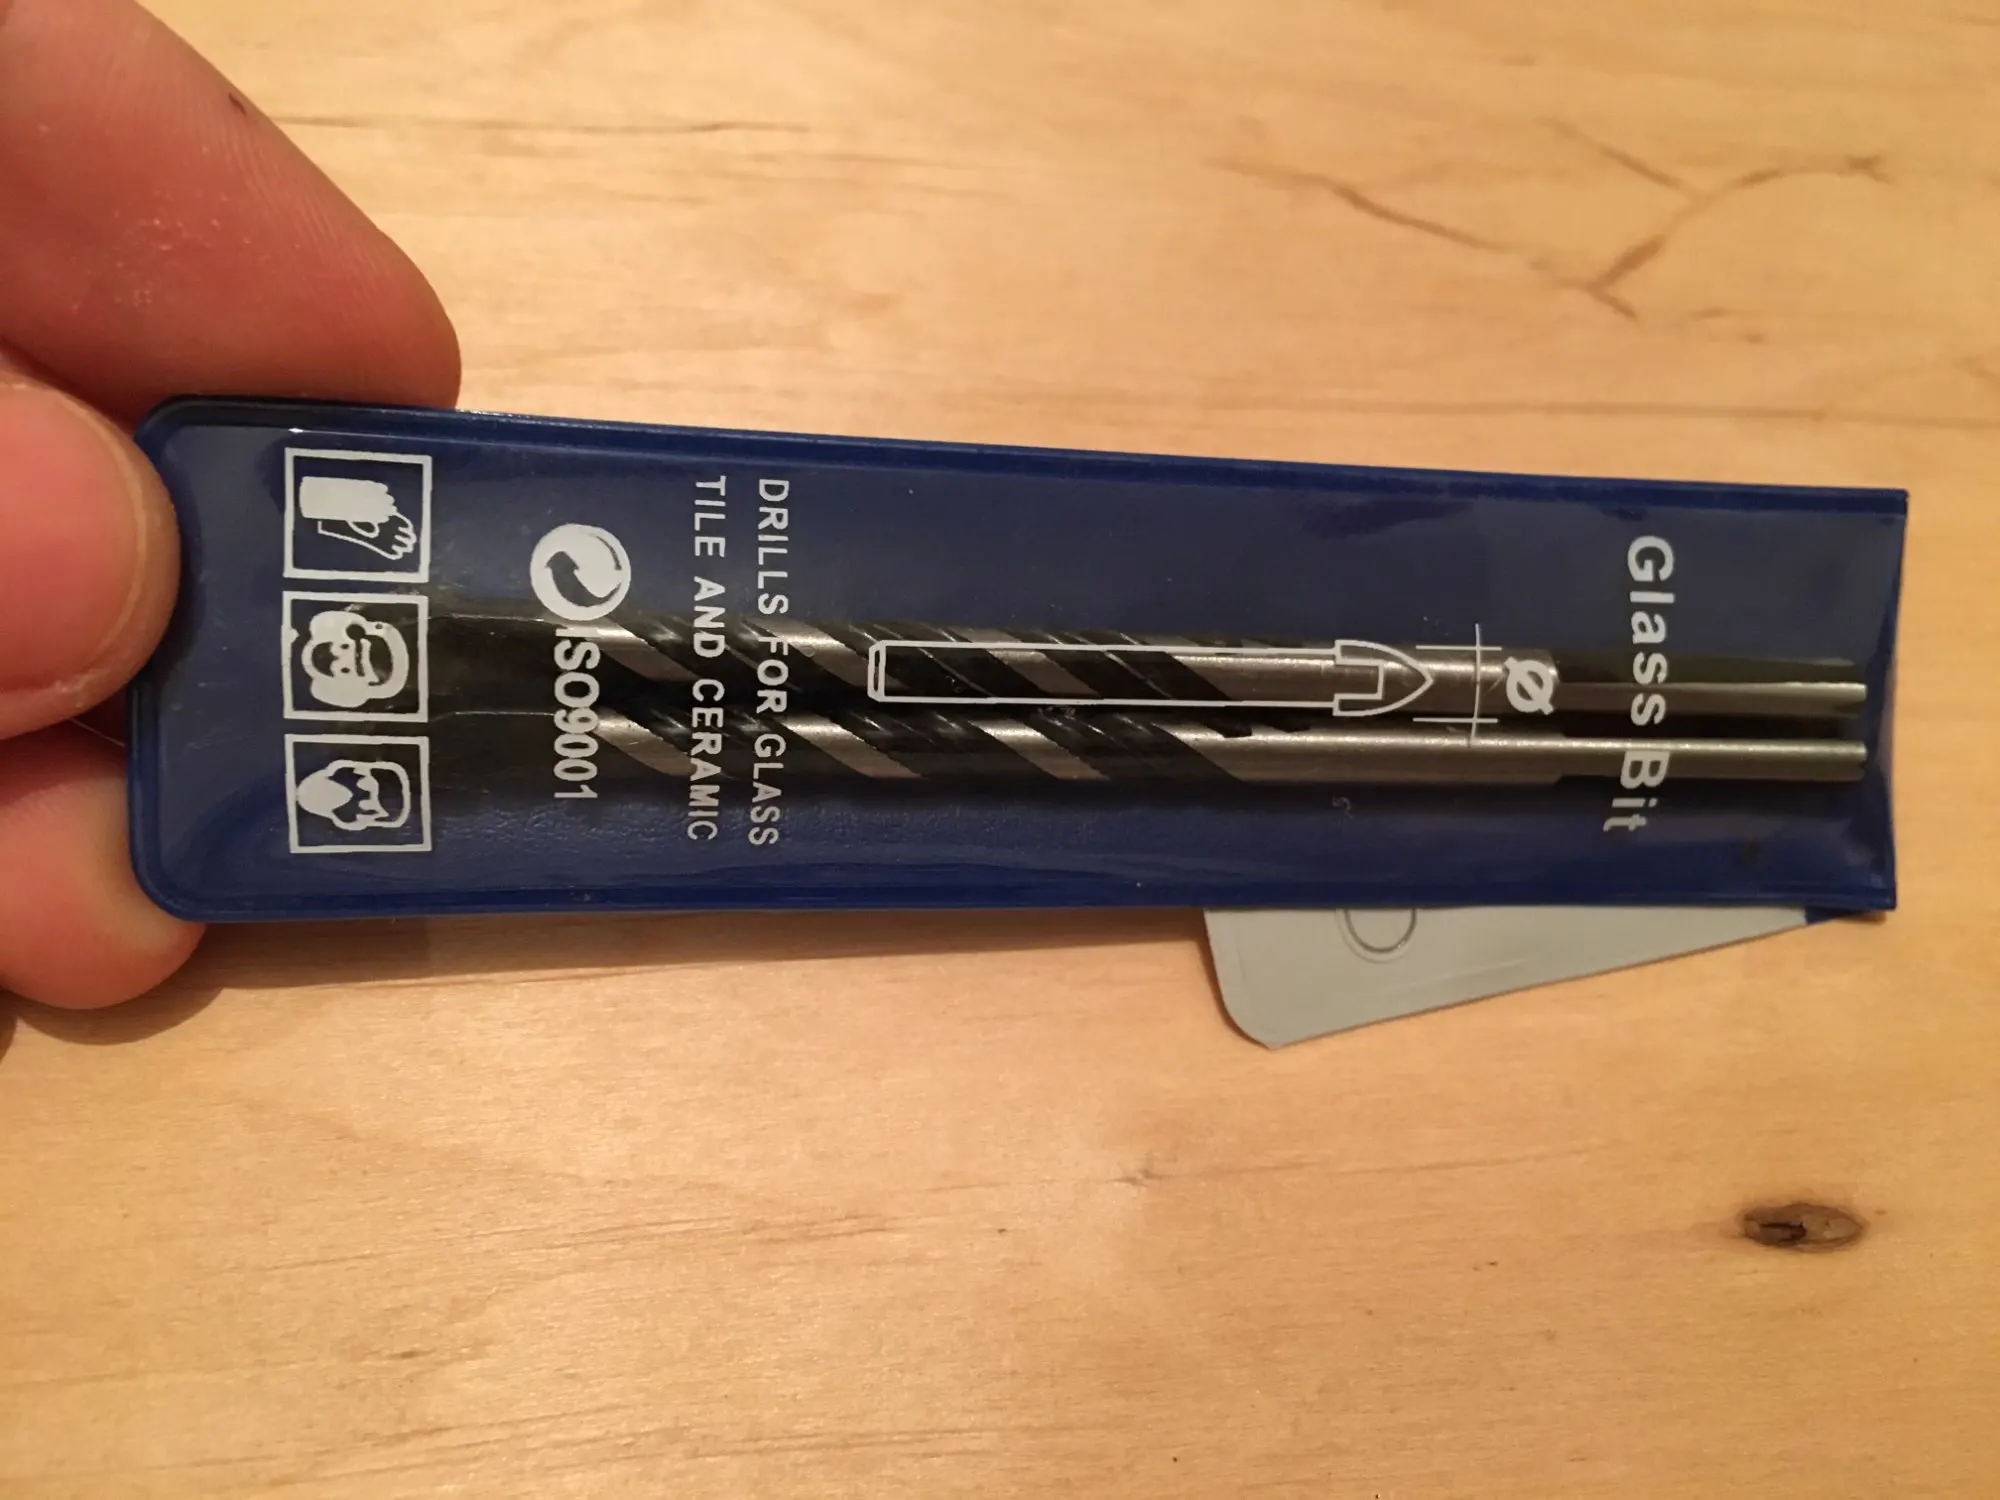 Glass Bit
Ø
DRILLS FOR GLASS
TILE AND CERAMIC
ISO9001